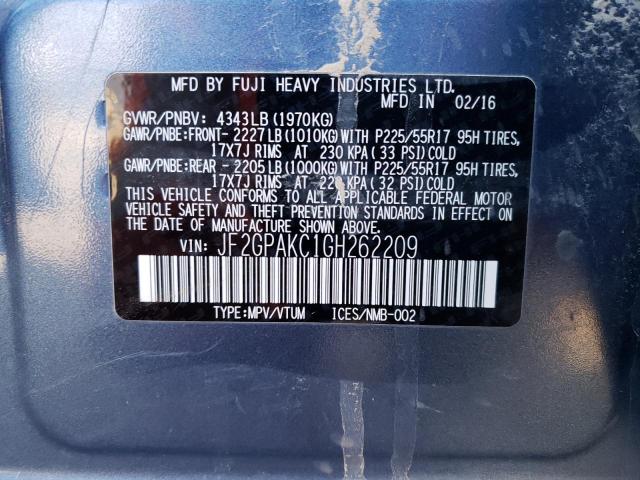 MFD BY FUJI HEAVY INDUSTRIES LTD.
MFD IN 02/16
GVWR/PNBV: 4343LB(1970KG)
GAWR/PNBE:FRONT- 2227LB(1010KG)WITH P225/55R17 95H TIRES,
17X7J RIMS AT 230 KPA(33 PSI)COLD
GAWR/PNBE:REAR - 2205LB(1000KG)WITH P225/55R17 95H TIRES,
17X7J RIMS AT 220 KPA(32 PSI)COLD
THIS VEHICLE CONFORMS TO ALL APPLICABLE FEDERAL MOTOR
VEHICLE SAFETY AND THEFT PREVENTION STANDARDS IN EFFECT ON
THE DATE OF MANUFACTURE SHOWN ABOVE.
VIN: JF2GPAKC1GH262209
TYPE:MPV/VTUM ICES/NMB-002